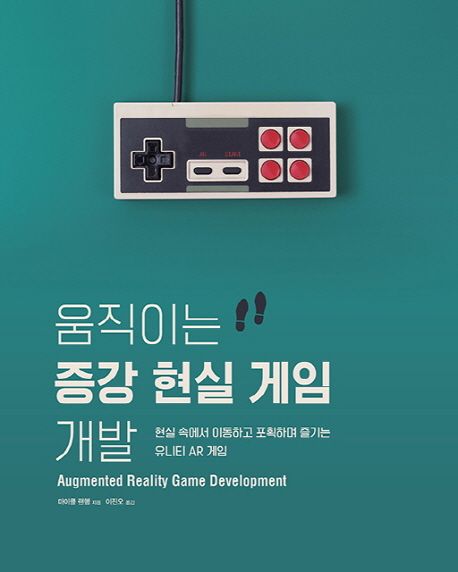 움직이는
증강 현실 게임
개발
현실 속에서 이동하고 포획하며 즐기는
유니티 AR 게임
Augmented Reality Game Development
마이클 랜햄 지음 이진오 옮김